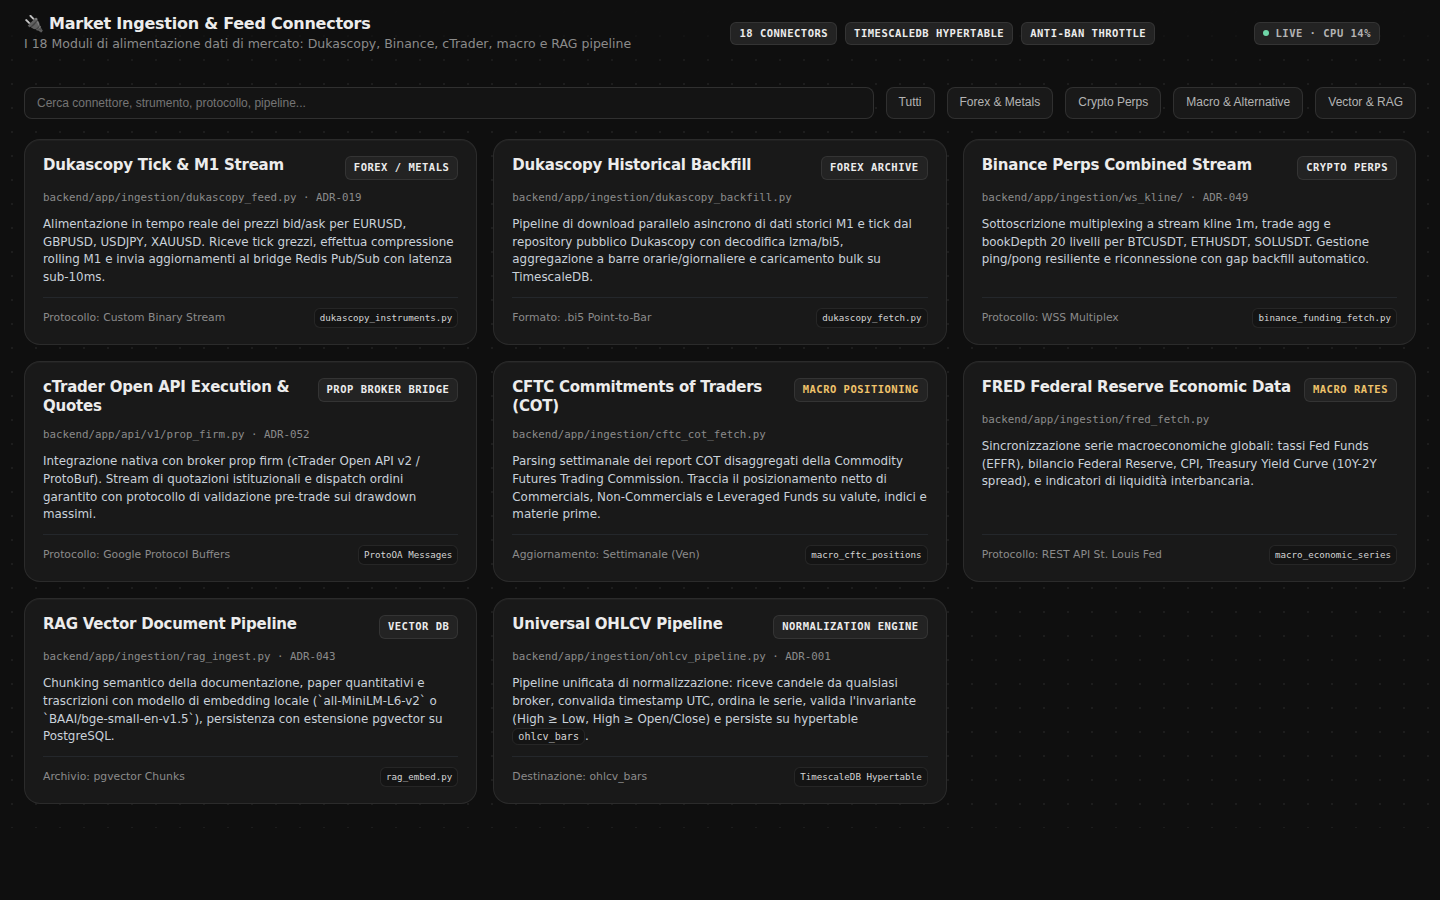 🔌 Market Ingestion & Feed Connectors
I 18 Moduli di alimentazione dati di mercato: Dukascopy, Binance, cTrader, macro e RAG pipeline
18 CONNECTORS
TIMESCALEDB HYPERTABLE
ANTI-BAN THROTTLE
LIVE · CPU 14%
Cerca connettore, strumento, protocollo, pipeline...
Tutti
Forex & Metals
Crypto Perps
Macro & Alternative
Vector & RAG
Dukascopy Tick & M1 Stream
FOREX / METALS
backend/app/ingestion/dukascopy_feed.py · ADR-019
Alimentazione in tempo reale dei prezzi bid/ask per EURUSD,
GBPUSD, USDJPY, XAUUSD. Riceve tick grezzi, effettua compressione
rolling M1 e invia aggiornamenti al bridge Redis Pub/Sub con latenza
sub-10ms.
Protocollo: Custom Binary Stream
dukascopy_instruments.py
Dukascopy Historical Backfill
FOREX ARCHIVE
backend/app/ingestion/dukascopy_backfill.py
Pipeline di download parallelo asincrono di dati storici M1 e tick dal
repository pubblico Dukascopy con decodifica lzma/bi5,
aggregazione a barre orarie/giornaliere e caricamento bulk su
TimescaleDB.
Formato: .bi5 Point-to-Bar
dukascopy_fetch.py
Binance Perps Combined Stream
CRYPTO PERPS
backend/app/ingestion/ws_kline/ · ADR-049
Sottoscrizione multiplexing a stream kline 1m, trade agg e
bookDepth 20 livelli per BTCUSDT, ETHUSDT, SOLUSDT. Gestione
ping/pong resiliente e riconnessione con gap backfill automatico.
Protocollo: WSS Multiplex
binance_funding_fetch.py
cTrader Open API Execution &
Quotes
PROP BROKER BRIDGE
backend/app/api/v1/prop_firm.py · ADR-052
Integrazione nativa con broker prop firm (cTrader Open API v2 /
ProtoBuf). Stream di quotazioni istituzionali e dispatch ordini
garantito con protocollo di validazione pre-trade sui drawdown
massimi.
Protocollo: Google Protocol Buffers
ProtoOA Messages
CFTC Commitments of Traders
(COT)
MACRO POSITIONING
backend/app/ingestion/cftc_cot_fetch.py
Parsing settimanale dei report COT disaggregati della Commodity
Futures Trading Commission. Traccia il posizionamento netto di
Commercials, Non-Commercials e Leveraged Funds su valute, indici e
materie prime.
Aggiornamento: Settimanale (Ven)
macro_cftc_positions
FRED Federal Reserve Economic Data
MACRO RATES
backend/app/ingestion/fred_fetch.py
Sincronizzazione serie macroeconomiche globali: tassi Fed Funds
(EFFR), bilancio Federal Reserve, CPI, Treasury Yield Curve (10Y-2Y
spread), e indicatori di liquidità interbancaria.
Protocollo: REST API St. Louis Fed
macro_economic_series
RAG Vector Document Pipeline
VECTOR DB
backend/app/ingestion/rag_ingest.py · ADR-043
Chunking semantico della documentazione, paper quantitativi e
trascrizioni con modello di embedding locale (`all-MiniLM-L6-v2` o
`BAAI/bge-small-en-v1.5`), persistenza con estensione pgvector su
PostgreSQL.
Archivio: pgvector Chunks
rag_embed.py
Universal OHLCV Pipeline
NORMALIZATION ENGINE
backend/app/ingestion/ohlcv_pipeline.py · ADR-001
Pipeline unificata di normalizzazione: riceve candele da qualsiasi
broker, convalida timestamp UTC, ordina le serie, valida l'invariante
(High ≥ Low, High ≥ Open/Close) e persiste su hypertable
ohlcv_bars.
Destinazione: ohlcv_bars
TimescaleDB Hypertable